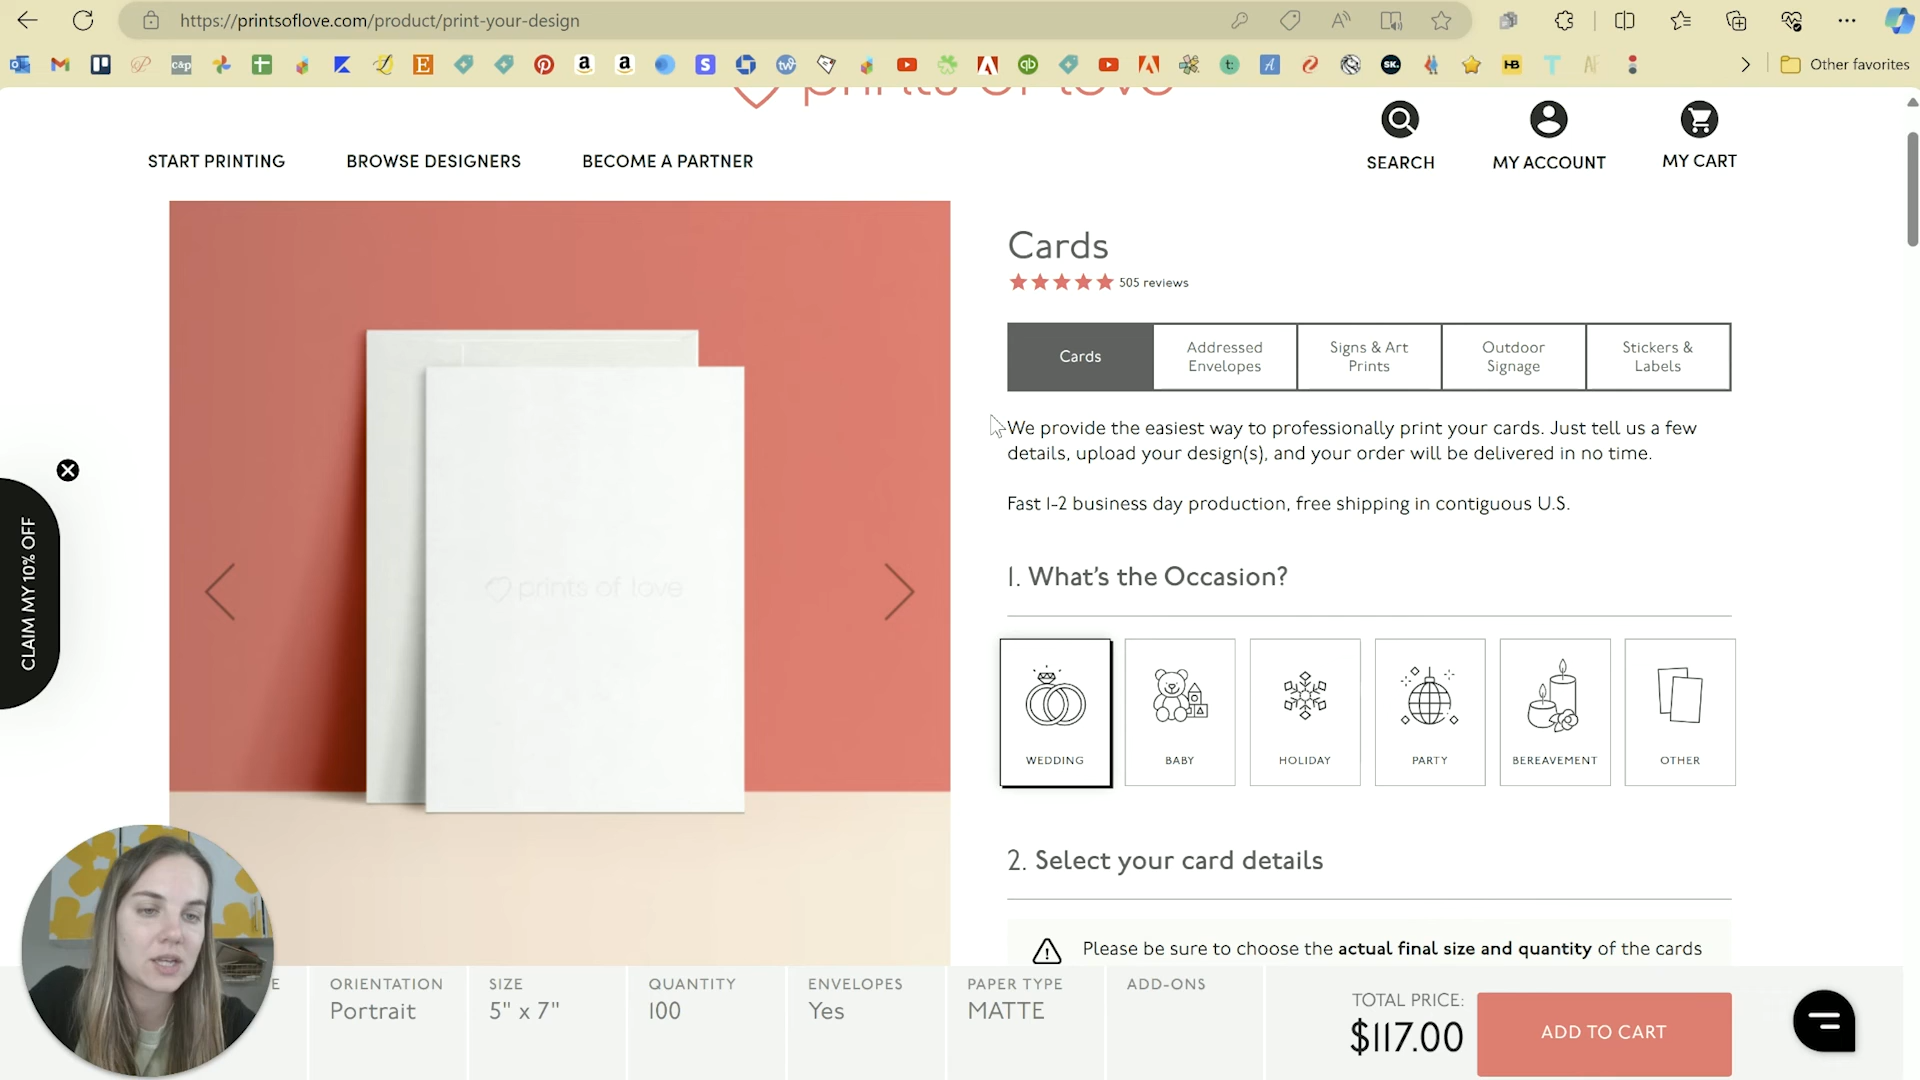 https://printsoflove.com/product/print-your-design
Other favorites
prints of love
START PRINTING
BROWSE DESIGNERS
BECOME A PARTNER
SEARCH
MY ACCOUNT
MY CART
Cards
505 reviews
Cards
Addressed
Envelopes
Signs & Art
Prints
Outdoor
Signage
Stickers &
Labels
We provide the easiest way to professionally print your cards. Just tell us a few
details, upload your design(s), and your order will be delivered in no time.
Fast 1-2 business day production, free shipping in contiguous U.S.
1. What's the Occasion?
WEDDING
BABY
HOLIDAY
PARTY
BEREAVEMENT
OTHER
2. Select your card details
Please be sure to choose the actual final size and quantity of the cards
prints of love
CLAIM MY 10% OFF
ORIENTATION
Portrait
SIZE
5" x 7"
QUANTITY
100
ENVELOPES
Yes
PAPER TYPE
MATTE
ADD-ONS
TOTAL PRICE:
$117.00
ADD TO CART